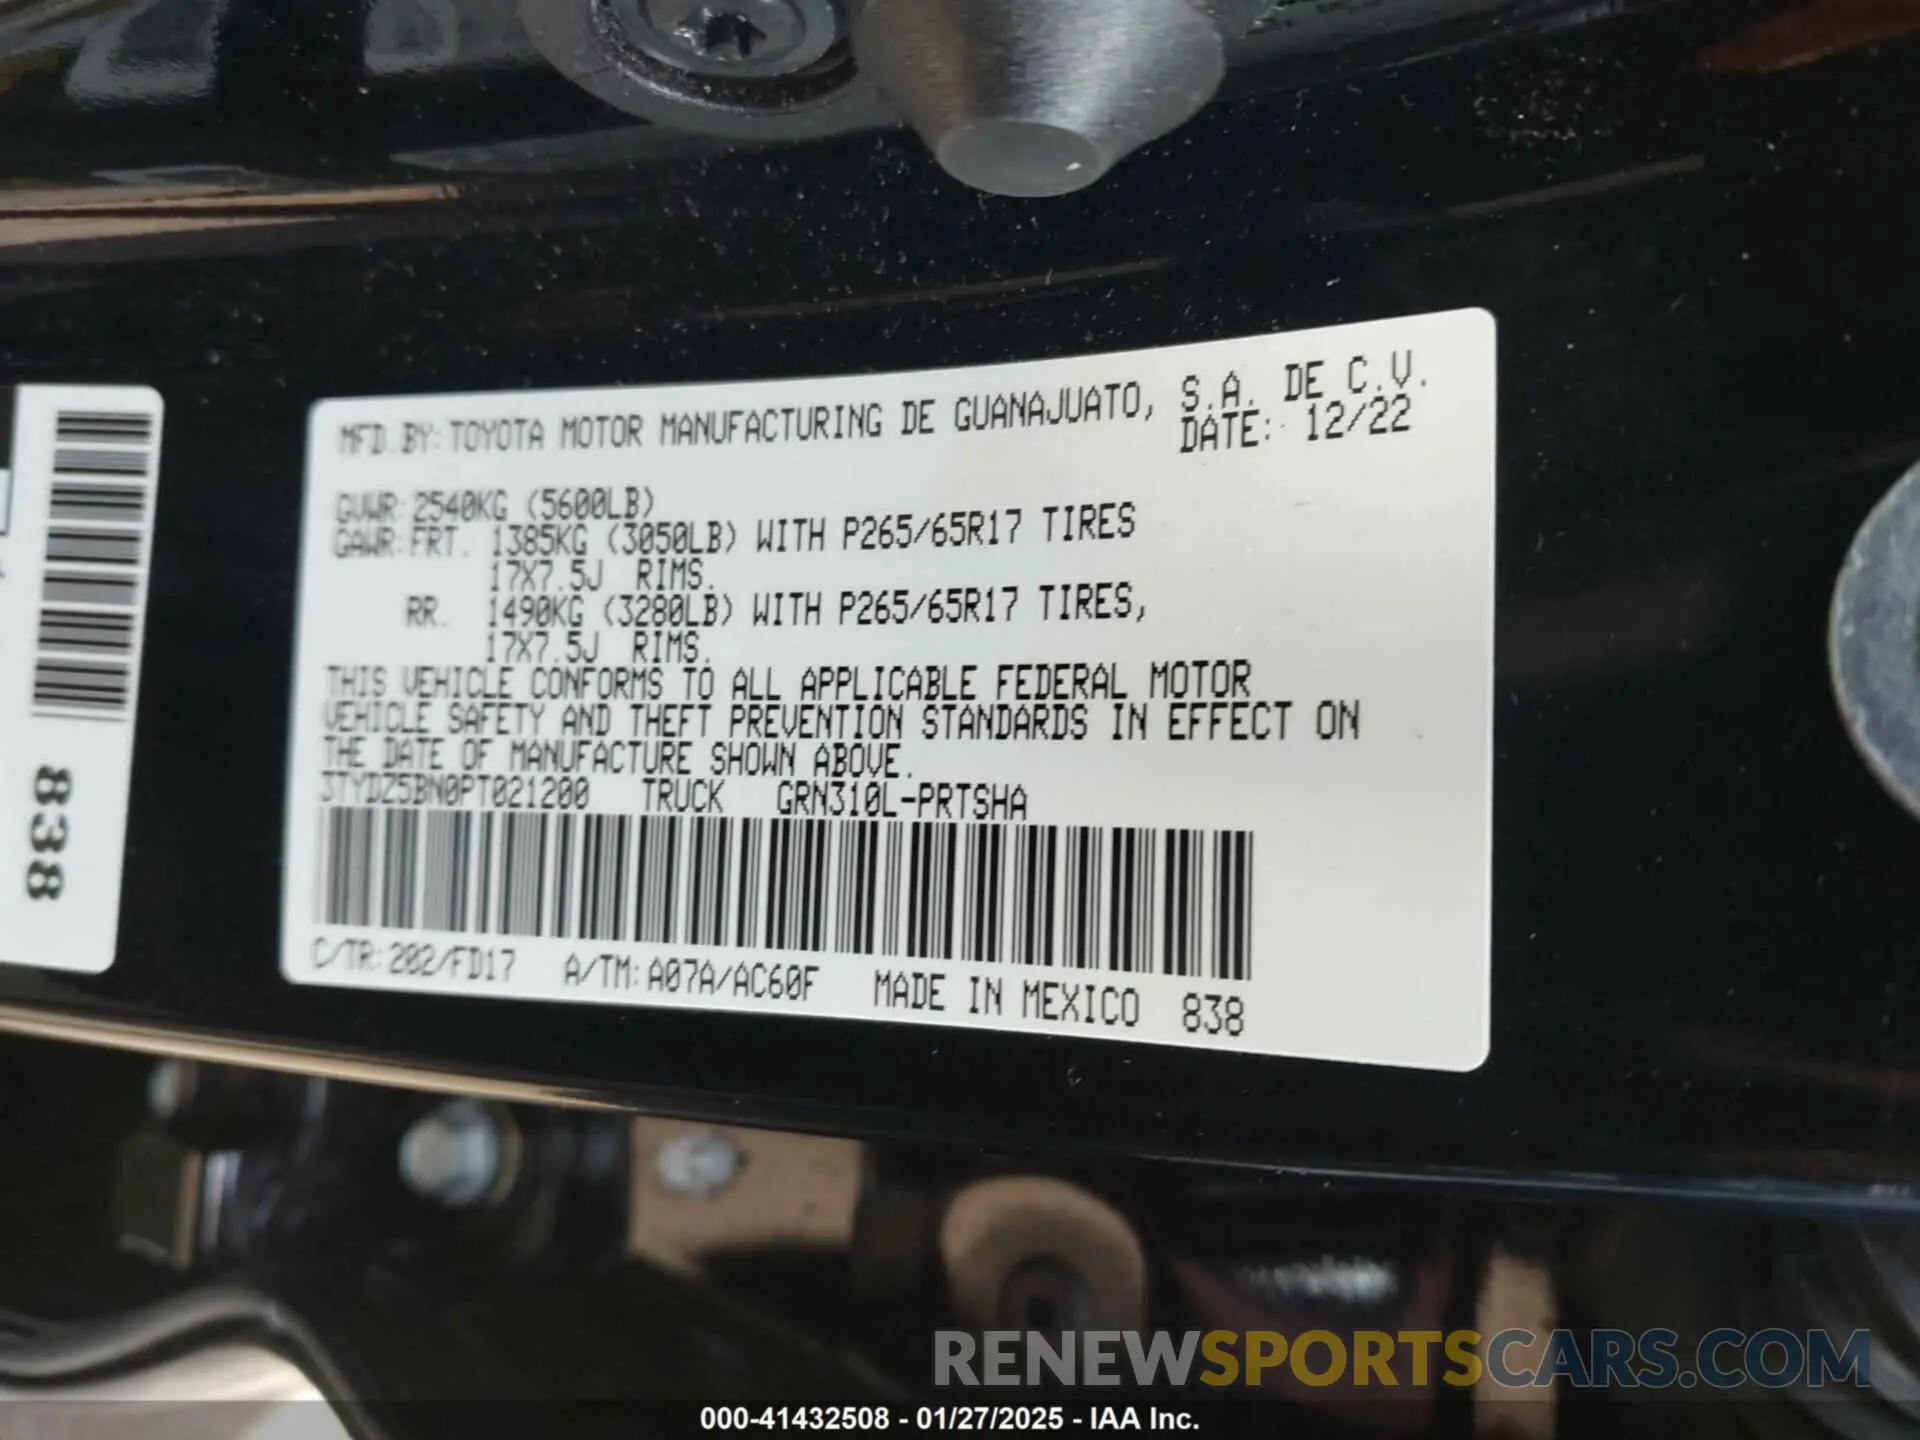 MFD.BY:TOYOTA MOTOR MANUFACTURING DE GUANAJUATO, S.A. DE C.V.
DATE: 12/22
GVWR:2540KG (5600LB)
GAWR:FRT. 1385KG (3050LB) WITH P265/65R17 TIRES
17X7.5J RIMS.
RR. 1490KG (3280LB) WITH P265/65R17 TIRES,
17X7.5J RIMS.
THIS VEHICLE CONFORMS TO ALL APPLICABLE FEDERAL MOTOR
VEHICLE SAFETY AND THEFT PREVENTION STANDARDS IN EFFECT ON
THE DATE OF MANUFACTURE SHOWN ABOVE.
3TYDZ5BN0PT021200 TRUCK GRN310L-PRTSHA
C/TR:202/FD17 A/TM:A07A/AC60F MADE IN MEXICO 838
838
RENEWSPORTSCARS.COM
000-41432508 - 01/27/2025 - IAA Inc.